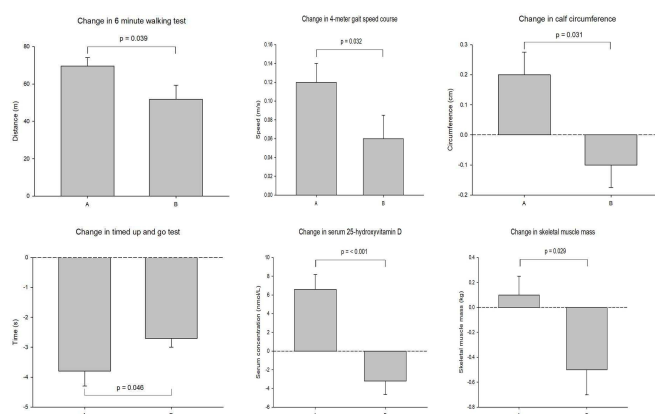 Change in 6 minute walking test
p = 0.039
Distance (m)
80
60
40
20
0
A
B
Change in 4-meter gait speed course
p = 0.032
Speed (m/s)
0.16
0.14
0.12
0.10
0.08
0.06
0.04
0.02
0.00
A
B
Change in calf circumference
p = 0.031
Circumference (cm)
0.3
0.2
0.1
0.0
-0.1
-0.2
A
B
Change in timed up and go test
Time (s)
0
-1
-2
-3
-4
-5
p = 0.046
Change in serum 25-hydroxyvitamin D
p = < 0.001
Serum concentration (nmol/L)
8
6
4
2
0
-2
-4
-6
Change in skeletal muscle mass
p = 0.029
Skeletal muscle mass (kg)
0.4
0.2
0.0
-0.2
-0.4
-0.6
-0.8